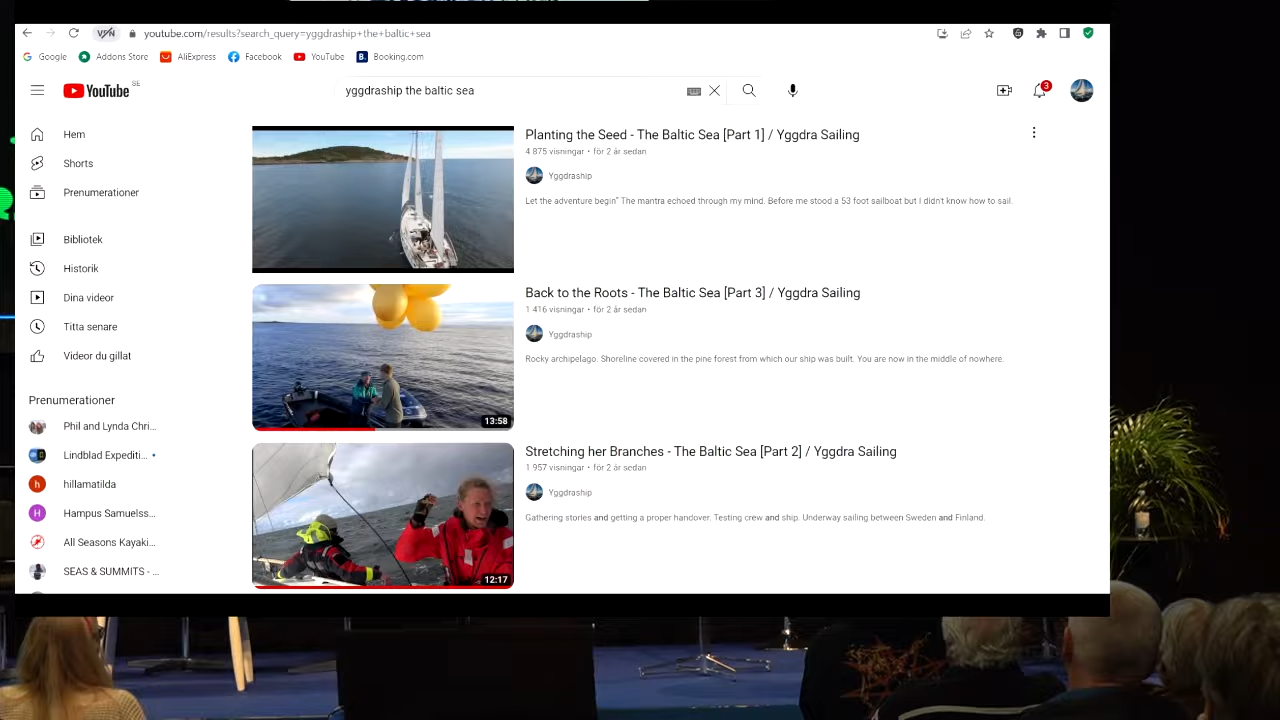 VPN
youtube.com/results?search_query=yggdraship+the+baltic+sea
Google
Addons Store
AliExpress
Facebook
YouTube
B. Booking.com
YouTube SE
yggdraship the baltic sea
3
Hem
Shorts
Prenumerationer
Bibliotek
Historik
Dina videor
Titta senare
Videor du gillat
Prenumerationer
Phil and Lynda Chri...
Lindblad Expediti... •
h hillamatilda
H Hampus Samuelss...
All Seasons Kayaki...
SEAS & SUMMITS - ...
Planting the Seed - The Baltic Sea [Part 1] / Yggdra Sailing
4 875 visningar • för 2 år sedan
Yggdraship
Let the adventure begin" The mantra echoed through my mind. Before me stood a 53 foot sailboat but I didn't know how to sail.
13:58
Back to the Roots - The Baltic Sea [Part 3] / Yggdra Sailing
1 416 visningar • för 2 år sedan
Yggdraship
Rocky archipelago. Shoreline covered in the pine forest from which our ship was built. You are now in the middle of nowhere.
12:17
Stretching her Branches - The Baltic Sea [Part 2] / Yggdra Sailing
1 957 visningar • för 2 år sedan
Yggdraship
Gathering stories and getting a proper handover. Testing crew and ship. Underway sailing between Sweden and Finland.